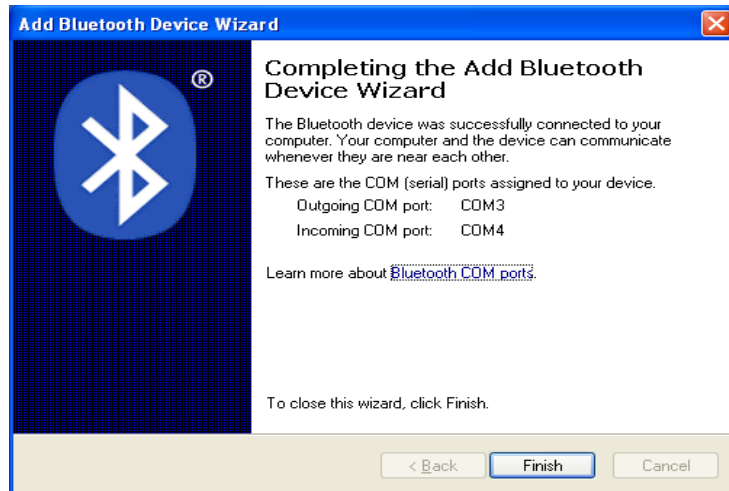 Add Bluetooth Device Wizard
®
Completing the Add Bluetooth
Device Wizard
The Bluetooth device was successfully connected to your
computer. Your computer and the device can communicate
whenever they are near each other.
These are the COM (serial) ports assigned to your device.
Outgoing COM port: COM3
Incoming COM port: COM4
Learn more about Bluetooth COM ports.
To close this wizard, click Finish.
< Back Finish Cancel